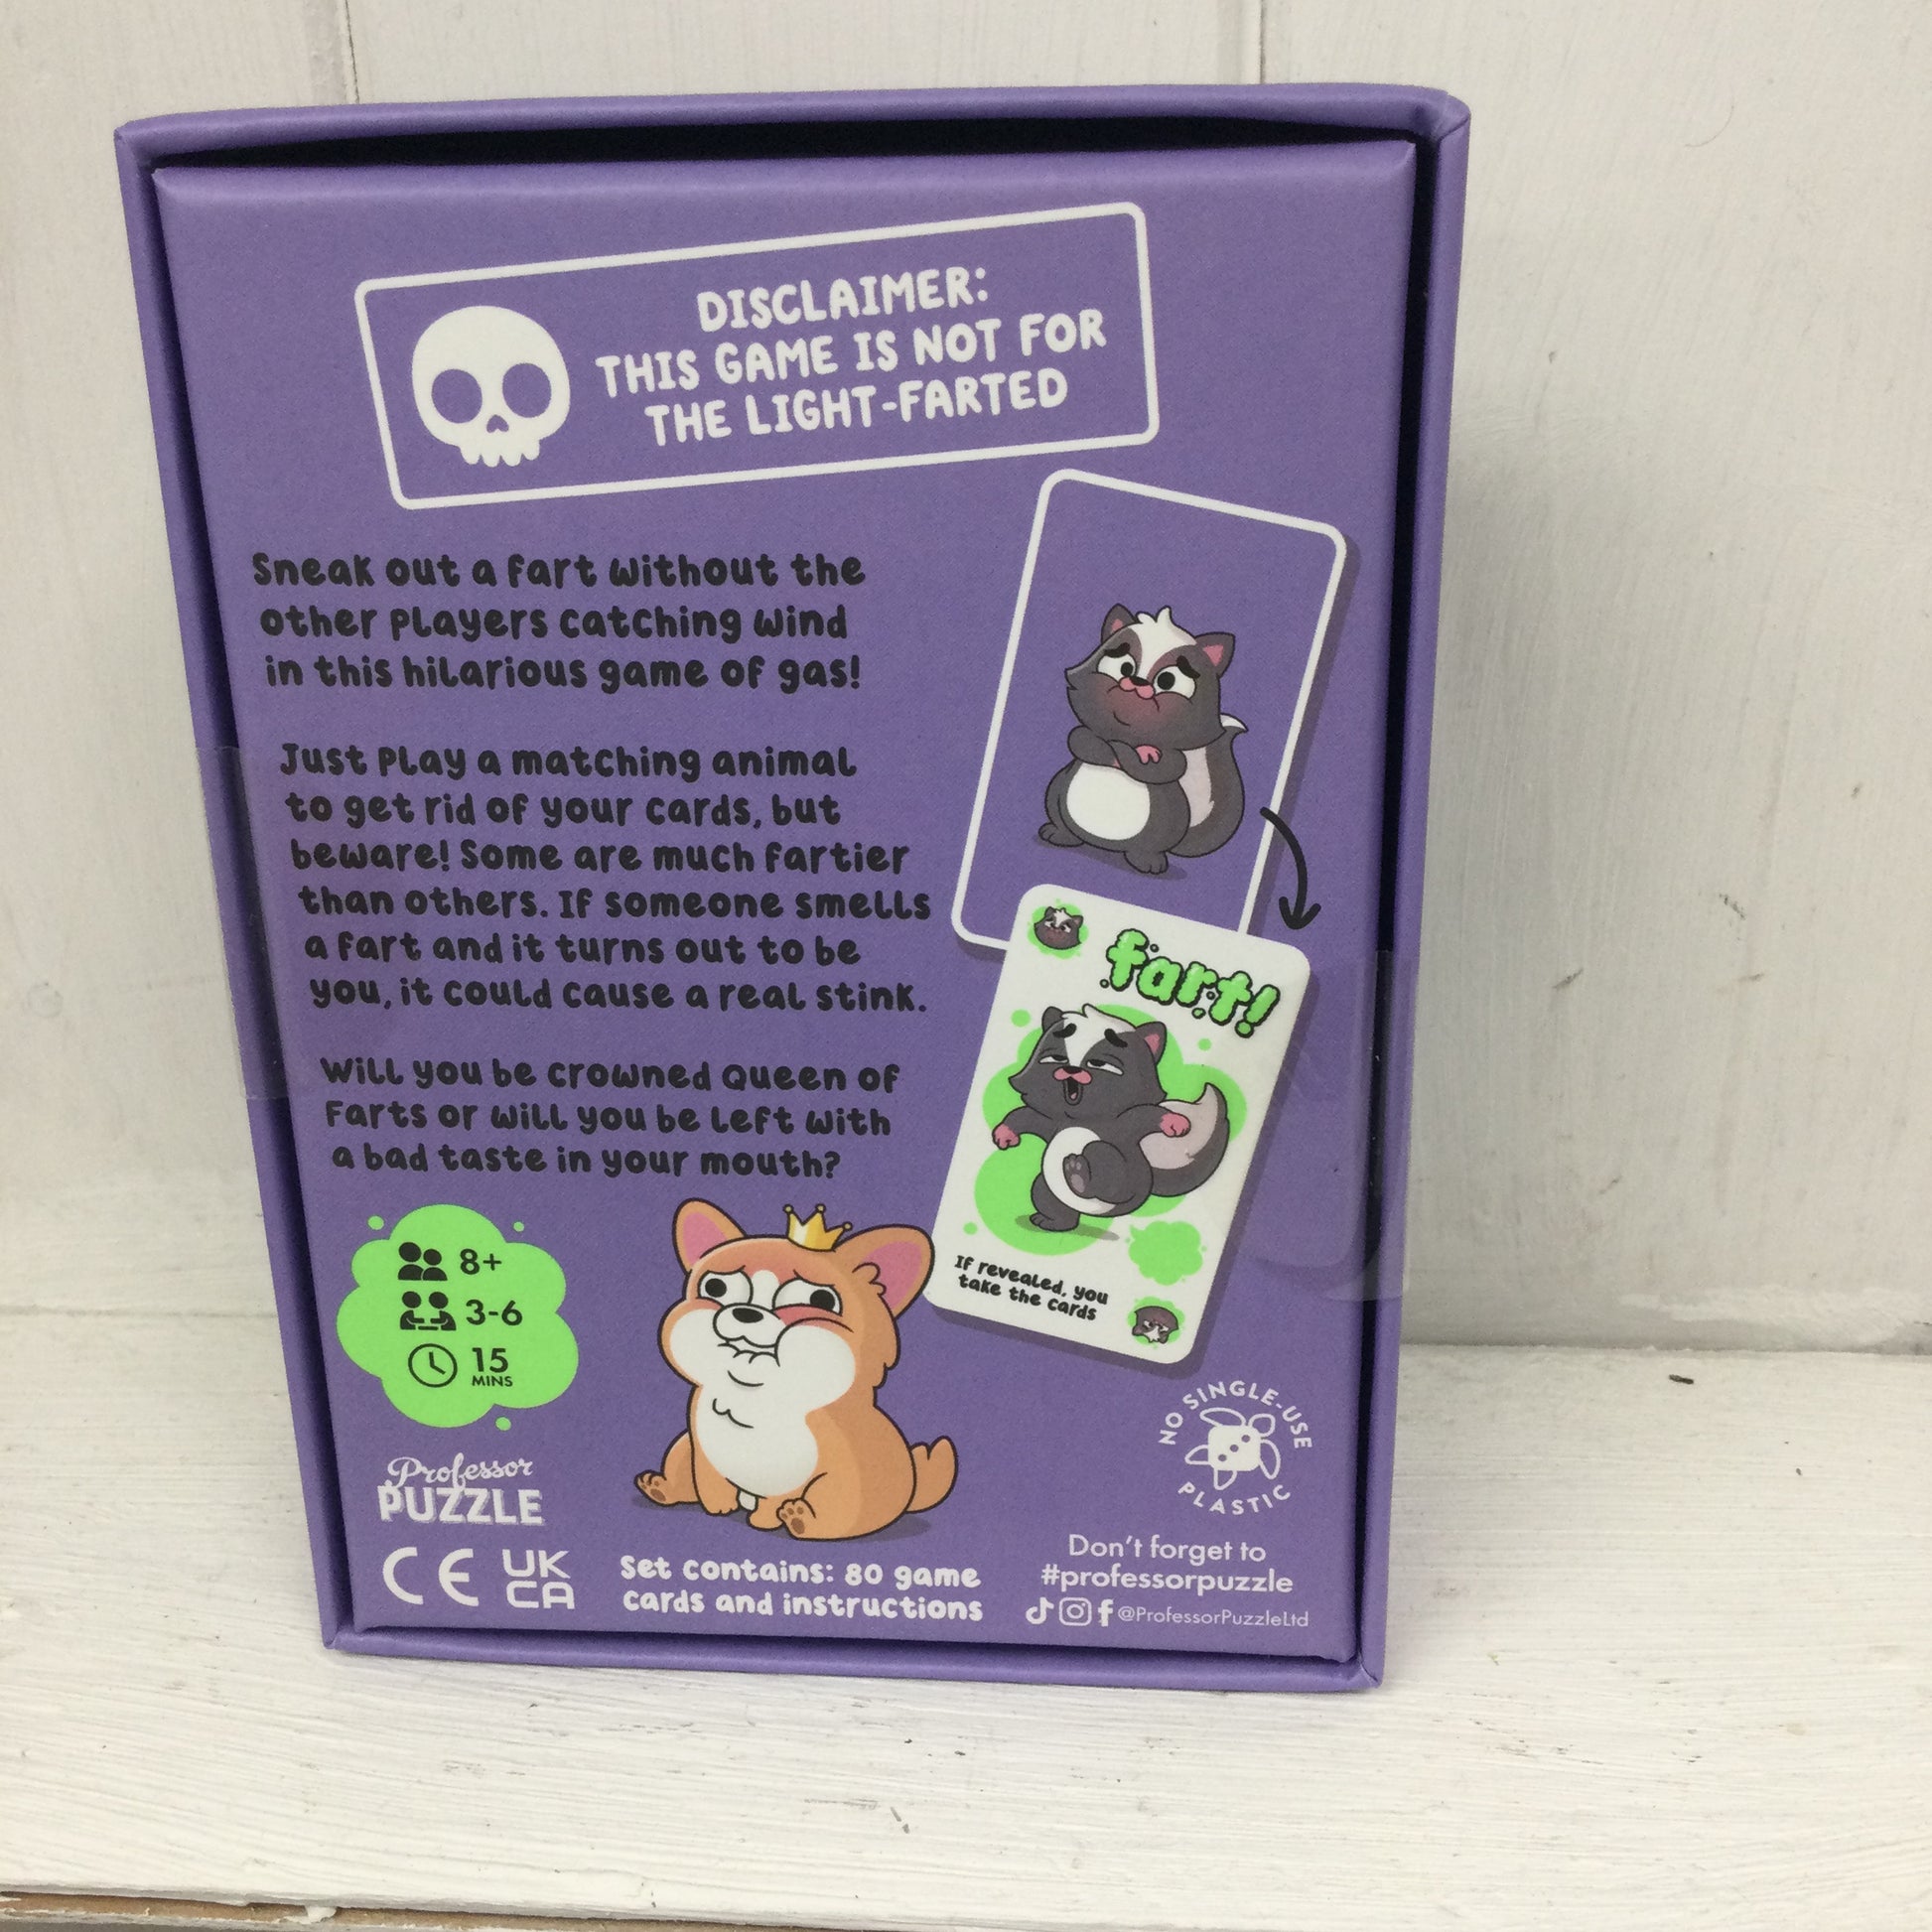 DISCLAIMER:
THIS GAME IS NOT FOR
THE LIGHT-FARTED
Sneak out a fart without the
other players catching wind
in this hilarious game of gas!
Just play a matching animal
to get rid of your cards, but
beware! Some are much fartier
than others. If someone smells
a fart and it turns out to be
you, it could cause a real stink.
Will you be crowned Queen of
Farts or will you be left with
a bad taste in your mouth?
fart!
If revealed, you
take the cards
8+
3-6
15
MINS
Professor
PUZZLE
CE
UK
CA
Set contains: 80 game
cards and instructions
NO SINGLE-USE
PLASTIC
Don't forget to
#professorpuzzle
@ProfessorPuzzleLtd